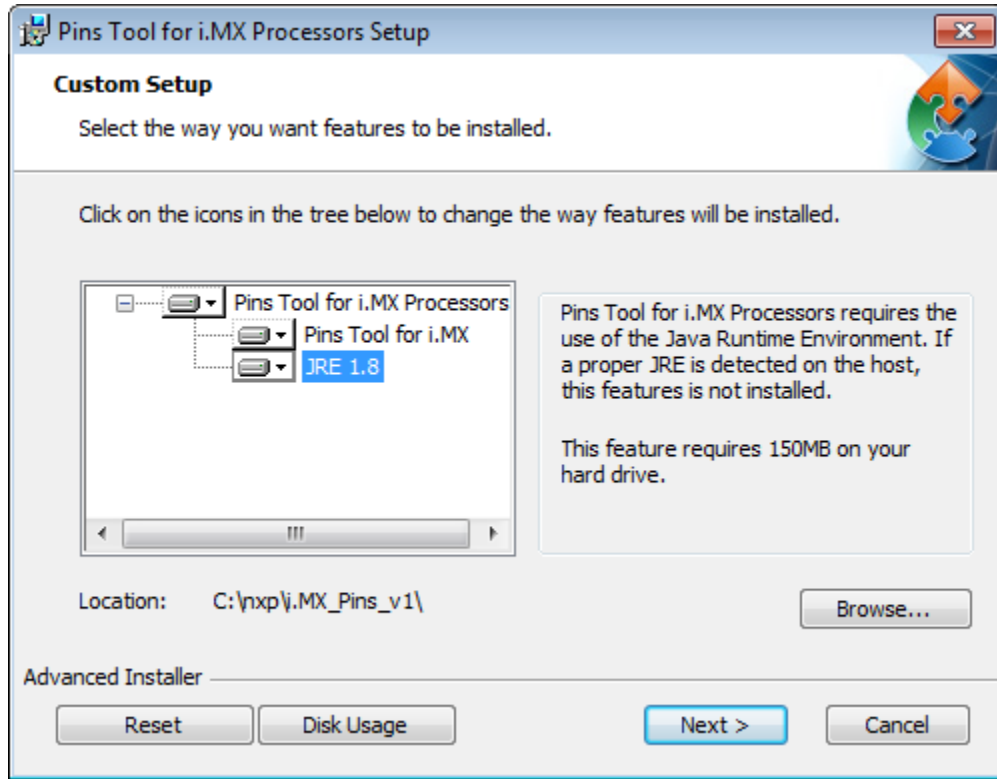 Pins Tool for i.MX Processors Setup
Custom Setup
Select the way you want features to be installed.
Click on the icons in the tree below to change the way features will be installed.
Pins Tool for i.MX Processors
Pins Tool for i.MX
JRE 1.8
Pins Tool for i.MX Processors requires the
use of the Java Runtime Environment. If
a proper JRE is detected on the host,
this features is not installed.
This feature requires 150MB on your
hard drive.
Location: C:\nxp\i.MX_Pins_v1\
Browse...
Advanced Installer
Reset Disk Usage Next > Cancel